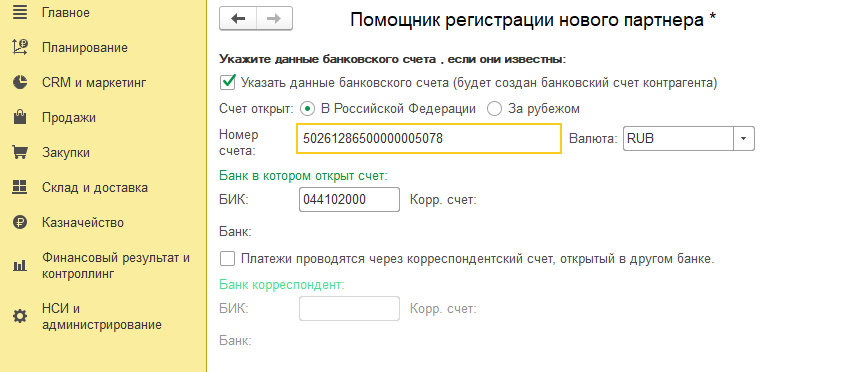 Главное
Планирование
CRM и маркетинг
Продажи
Закупки
Склад и доставка
Казначейство
Финансовый результат и
контроллинг
НСИ и
администрирование
Помощник регистрации нового партнера *
Укажите данные банковского счета , если они известны:
Указать данные банковского счета (будет создан банковский счет контрагента)
Счет открыт: В Российской Федерации За рубежом
Номер
счета: 50261286500000005078 Валюта: RUB
Банк в котором открыт счет:
БИК: 044102000 Корр. счет:
Банк:
Платежи проводятся через корреспондентский счет, открытый в другом банке.
Банк корреспондент:
БИК: Корр. счет:
Банк: